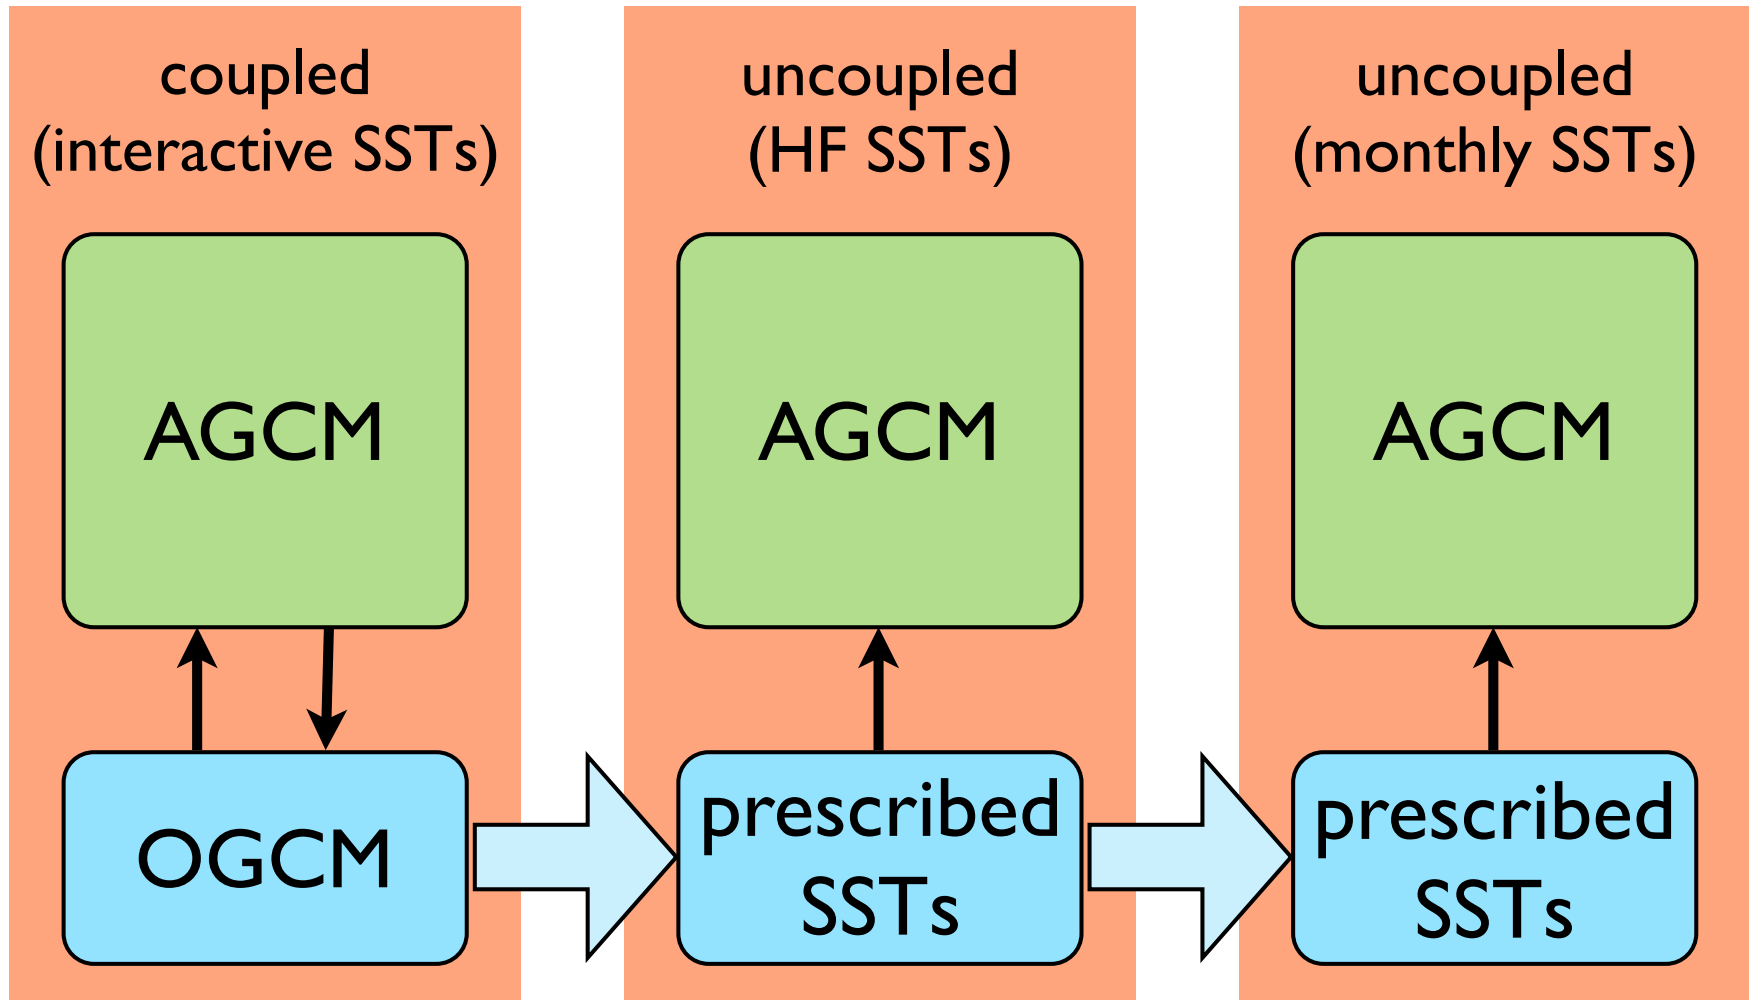 coupled
(interactive SSTs)
AGCM
OGCM
uncoupled
(HF SSTs)
AGCM
prescribed
SSTs
uncoupled
(monthly SSTs)
AGCM
prescribed
SSTs